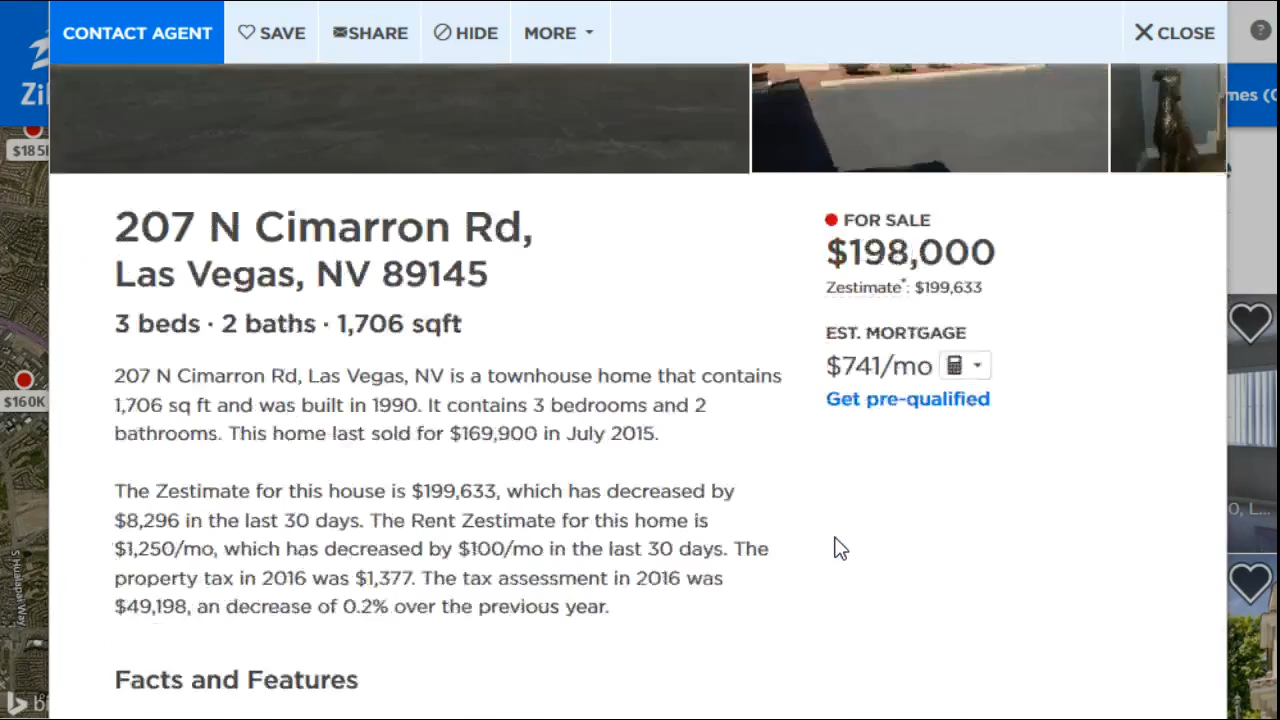 CONTACT AGENT
SAVE
SHARE
HIDE
MORE
CLOSE
?
Zil
mes (
$185
207 N Cimarron Rd,
Las Vegas, NV 89145
3 beds · 2 baths · 1,706 sqft
FOR SALE
$198,000
Zestimate*: $199,633
EST. MORTGAGE
$741/mo
Get pre-qualified
$160K
207 N Cimarron Rd, Las Vegas, NV is a townhouse home that contains
1,706 sq ft and was built in 1990. It contains 3 bedrooms and 2
bathrooms. This home last sold for $169,900 in July 2015.
The Zestimate for this house is $199,633, which has decreased by
$8,296 in the last 30 days. The Rent Zestimate for this home is
$1,250/mo, which has decreased by $100/mo in the last 30 days. The
property tax in 2016 was $1,377. The tax assessment in 2016 was
$49,198, an decrease of 0.2% over the previous year.
0, L...
S Hualapai Way
Facts and Features
bi